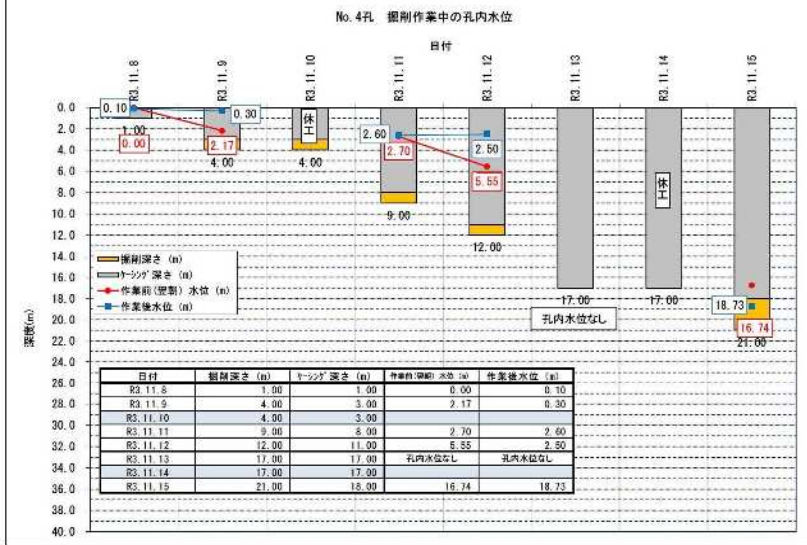 No.4孔 掘削作業中の孔内水位
日付
R3.11.8 R3.11.9 R3.11.10 R3.11.11 R3.11.12 R3.11.13 R3.11.14 R3.11.15
深度(m)
0.0
2.0
4.0
6.0
8.0
10.0
12.0
14.0
16.0
18.0
20.0
22.0
24.0
26.0
28.0
30.0
32.0
34.0
36.0
38.0
40.0
0.10
1.00
0.00
0.30
2.17
4.00
休工
4.00
2.60
2.70
9.00
2.50
5.55
12.00
17.00
孔内水位なし
休工
17.00
18.73
16.74
21.00
掘削深さ (m)
ケーシング深さ (m)
作業前(翌朝) 水位 (m)
作業後水位 (m)
日付 掘削深さ (m) ケーシング深さ (m) 作業前(翌朝) 水位 (m) 作業後水位 (m)
R3.11.8 1.00 1.00 0.00 0.10
R3.11.9 4.00 3.00 2.17 0.30
R3.11.10 4.00 3.00
R3.11.11 9.00 8.00 2.70 2.60
R3.11.12 12.00 11.00 5.55 2.50
R3.11.13 17.00 17.00 孔内水位なし 孔内水位なし
R3.11.14 17.00 17.00
R3.11.15 21.00 18.00 16.74 18.73